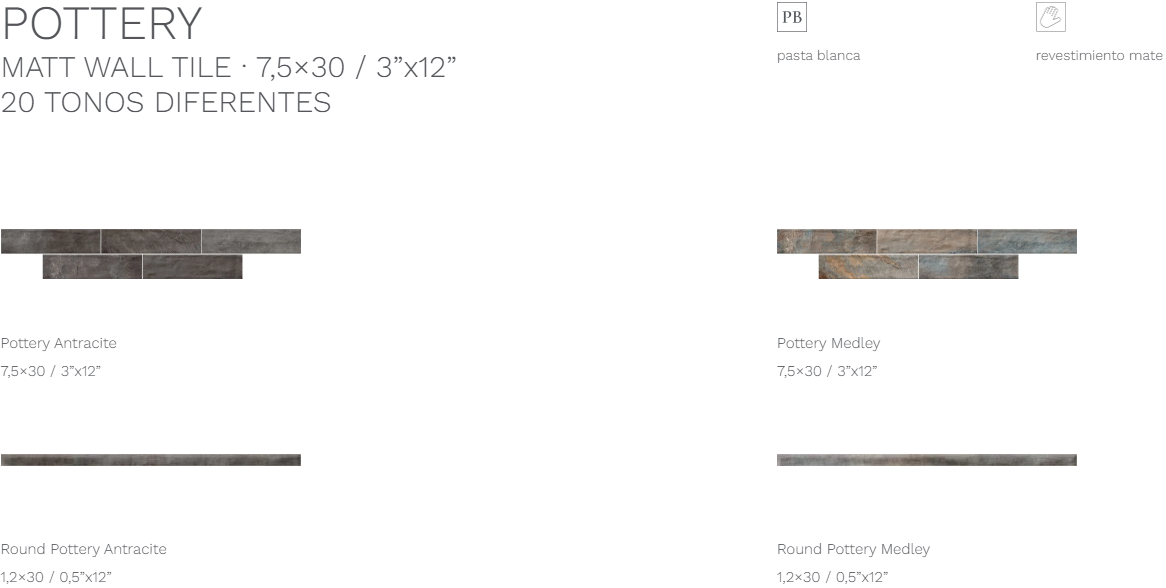 POTTERY
MATT WALL TILE · 7,5×30 / 3”x12”
20 TONOS DIFERENTES
PB
pasta blanca
revestimiento mate
Pottery Antracite
7,5×30 / 3”x12”
Pottery Medley
7,5×30 / 3”x12”
Round Pottery Antracite
1,2×30 / 0,5”x12”
Round Pottery Medley
1,2×30 / 0,5”x12”